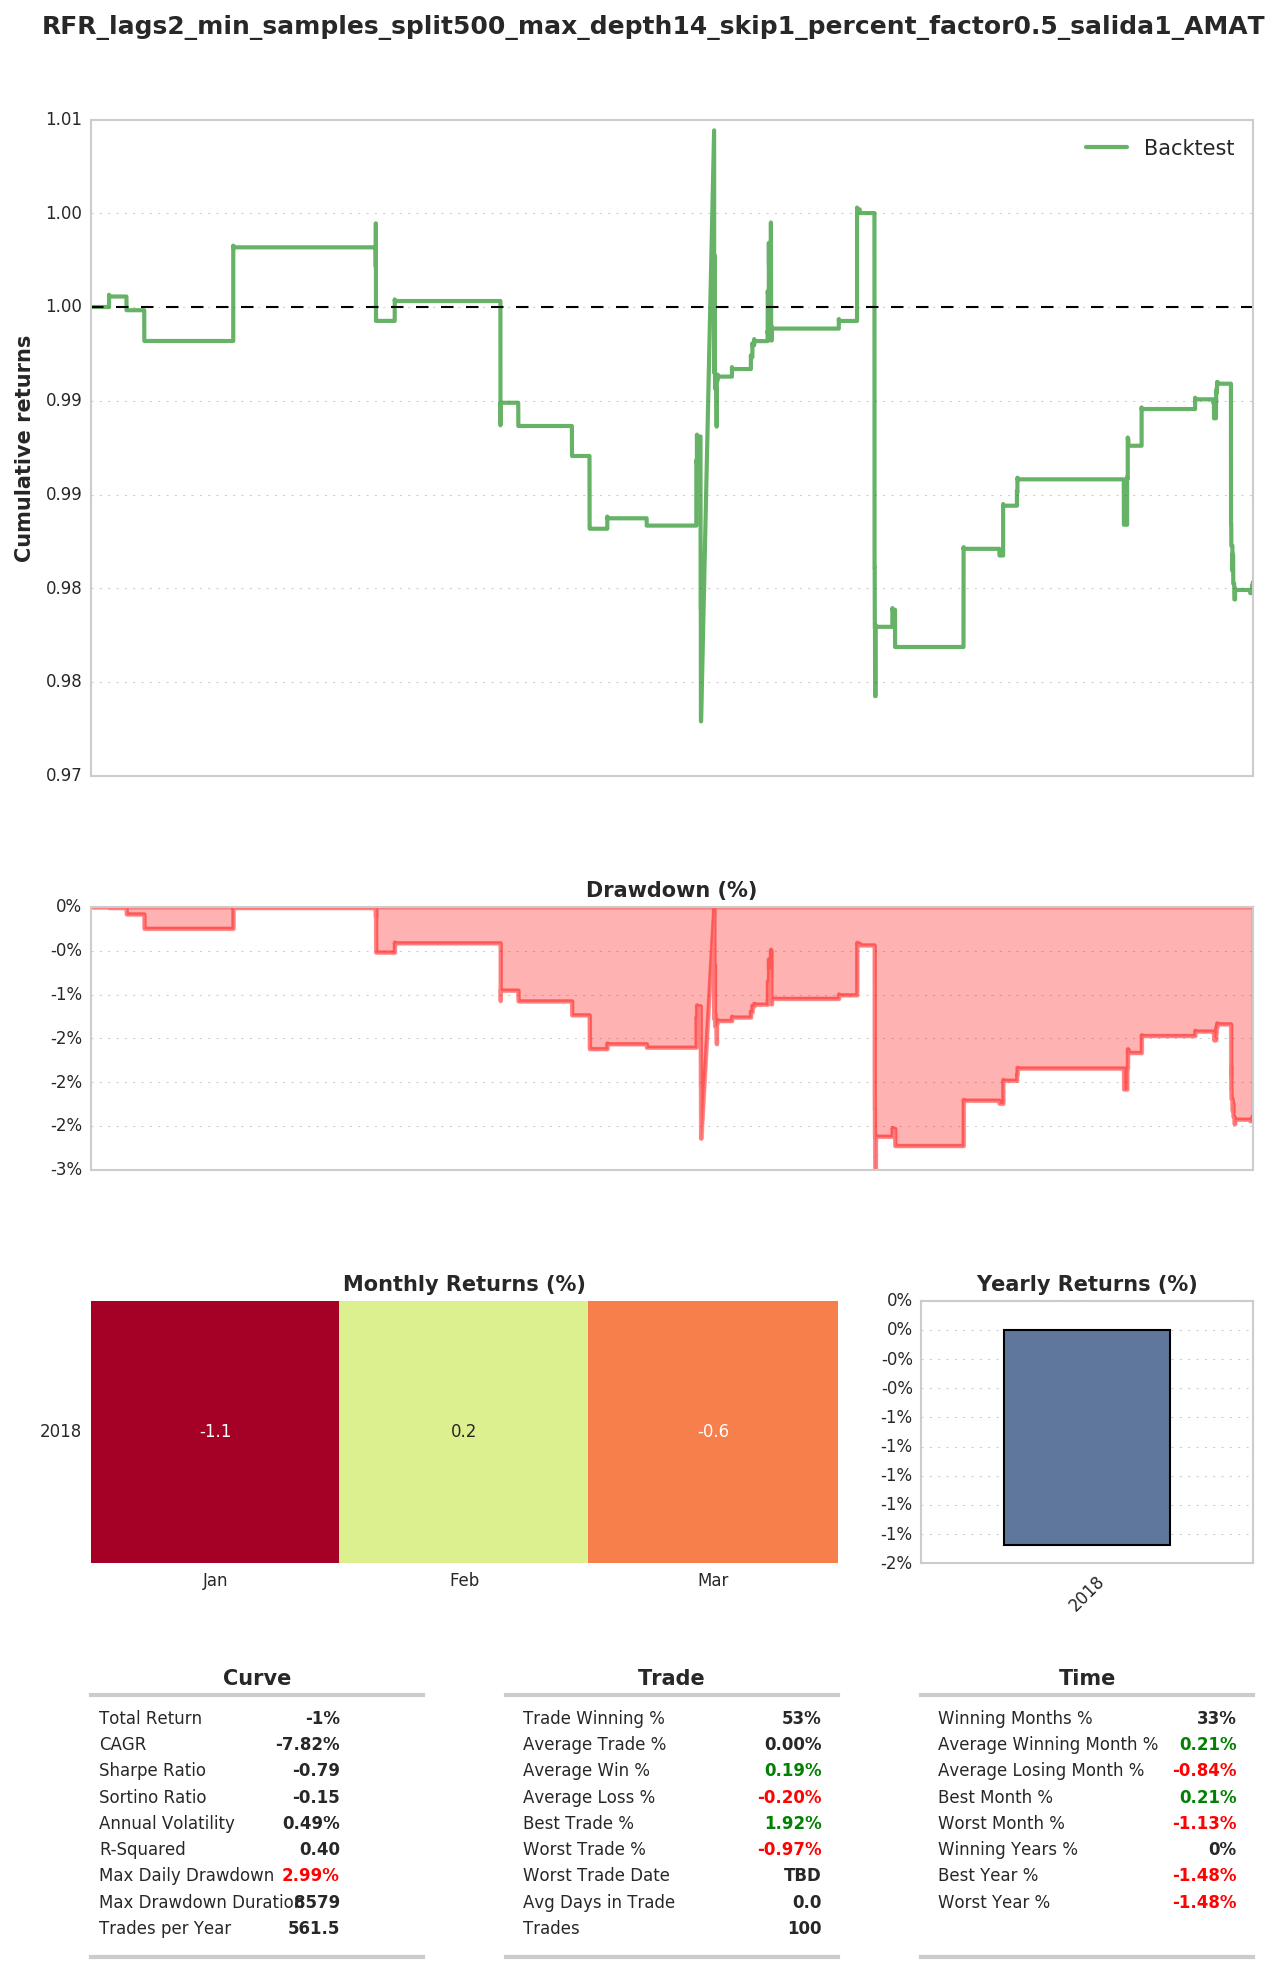 RFR_lags2_min_samples_split500_max_depth14_skip1_percent_factor0.5_salida1_AMAT
1.01
1.00
1.00
0.99
0.99
0.98
0.98
0.97
Cumulative returns
Backtest
Drawdown (%)
0%
-0%
-1%
-2%
-2%
-2%
-3%
Monthly Returns (%)
2018
-1.1
0.2
-0.6
Jan
Feb
Mar
Yearly Returns (%)
0%
0%
-0%
-0%
-1%
-1%
-1%
-1%
-1%
-2%
2018
Curve
Total Return -1%
CAGR -7.82%
Sharpe Ratio -0.79
Sortino Ratio -0.15
Annual Volatility 0.49%
R-Squared 0.40
Max Daily Drawdown 2.99%
Max Drawdown Duration 8579
Trades per Year 561.5
Trade
Trade Winning % 53%
Average Trade % 0.00%
Average Win % 0.19%
Average Loss % -0.20%
Best Trade % 1.92%
Worst Trade % -0.97%
Worst Trade Date TBD
Avg Days in Trade 0.0
Trades 100
Time
Winning Months % 33%
Average Winning Month % 0.21%
Average Losing Month % -0.84%
Best Month % 0.21%
Worst Month % -1.13%
Winning Years % 0%
Best Year % -1.48%
Worst Year % -1.48%